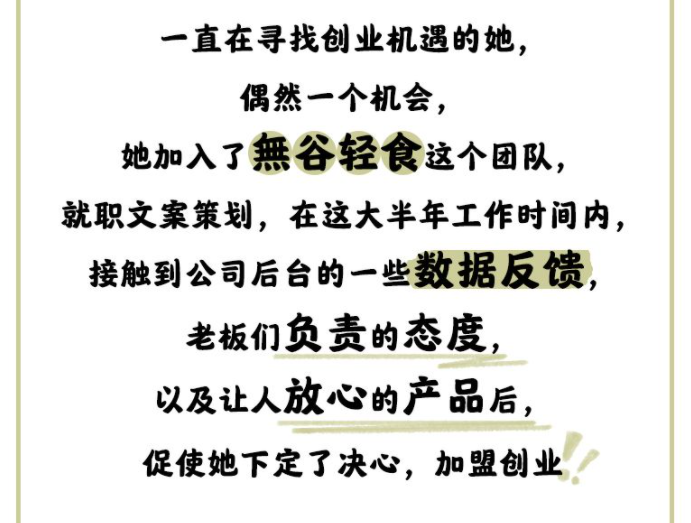 一直在寻找创业机遇的她，
偶然一个机会，
她加入了無谷轻食这个团队，
就职文案策划，在这大半年工作时间内，
接触到公司后台的一些数据反馈，
老板们负责的态度，
以及让人放心的产品后，
促使她下定了决心，加盟创业!!